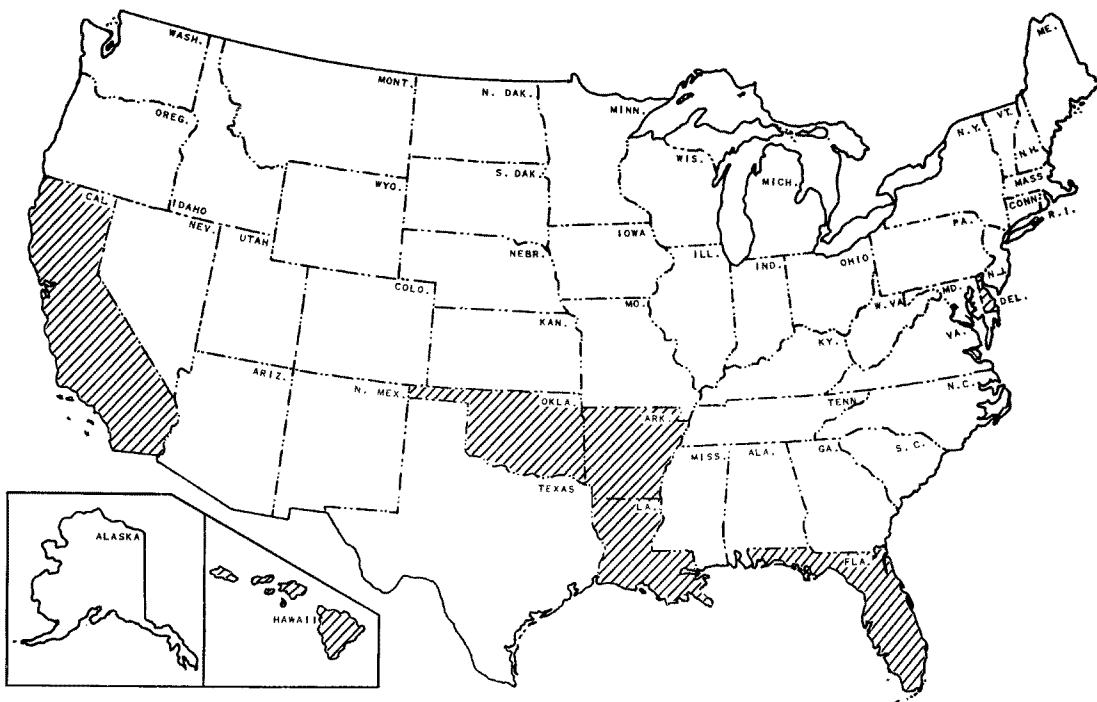 WASH.
MONT.
N. DAK.
MINN.
ME.
OREG.
VT.
N.Y.
N.H.
WIS.
S. DAK.
WYO.
MICH.
MASS.
CONN.
R.I.
CAL.
IDAHO
NEV.
UTAH
NEBR.
IOWA
ILL.
IND.
OHIO
PA.
N.J.
COLO.
MO.
W. VA.
MD.
DEL.
KAN.
VA.
KY.
ARIZ.
N. MEX.
OKLA.
ARK.
TENN.
N.C.
MISS.
ALA.
GA.
S.C.
TEXAS
LA.
FLA.
ALASKA
HAWAII